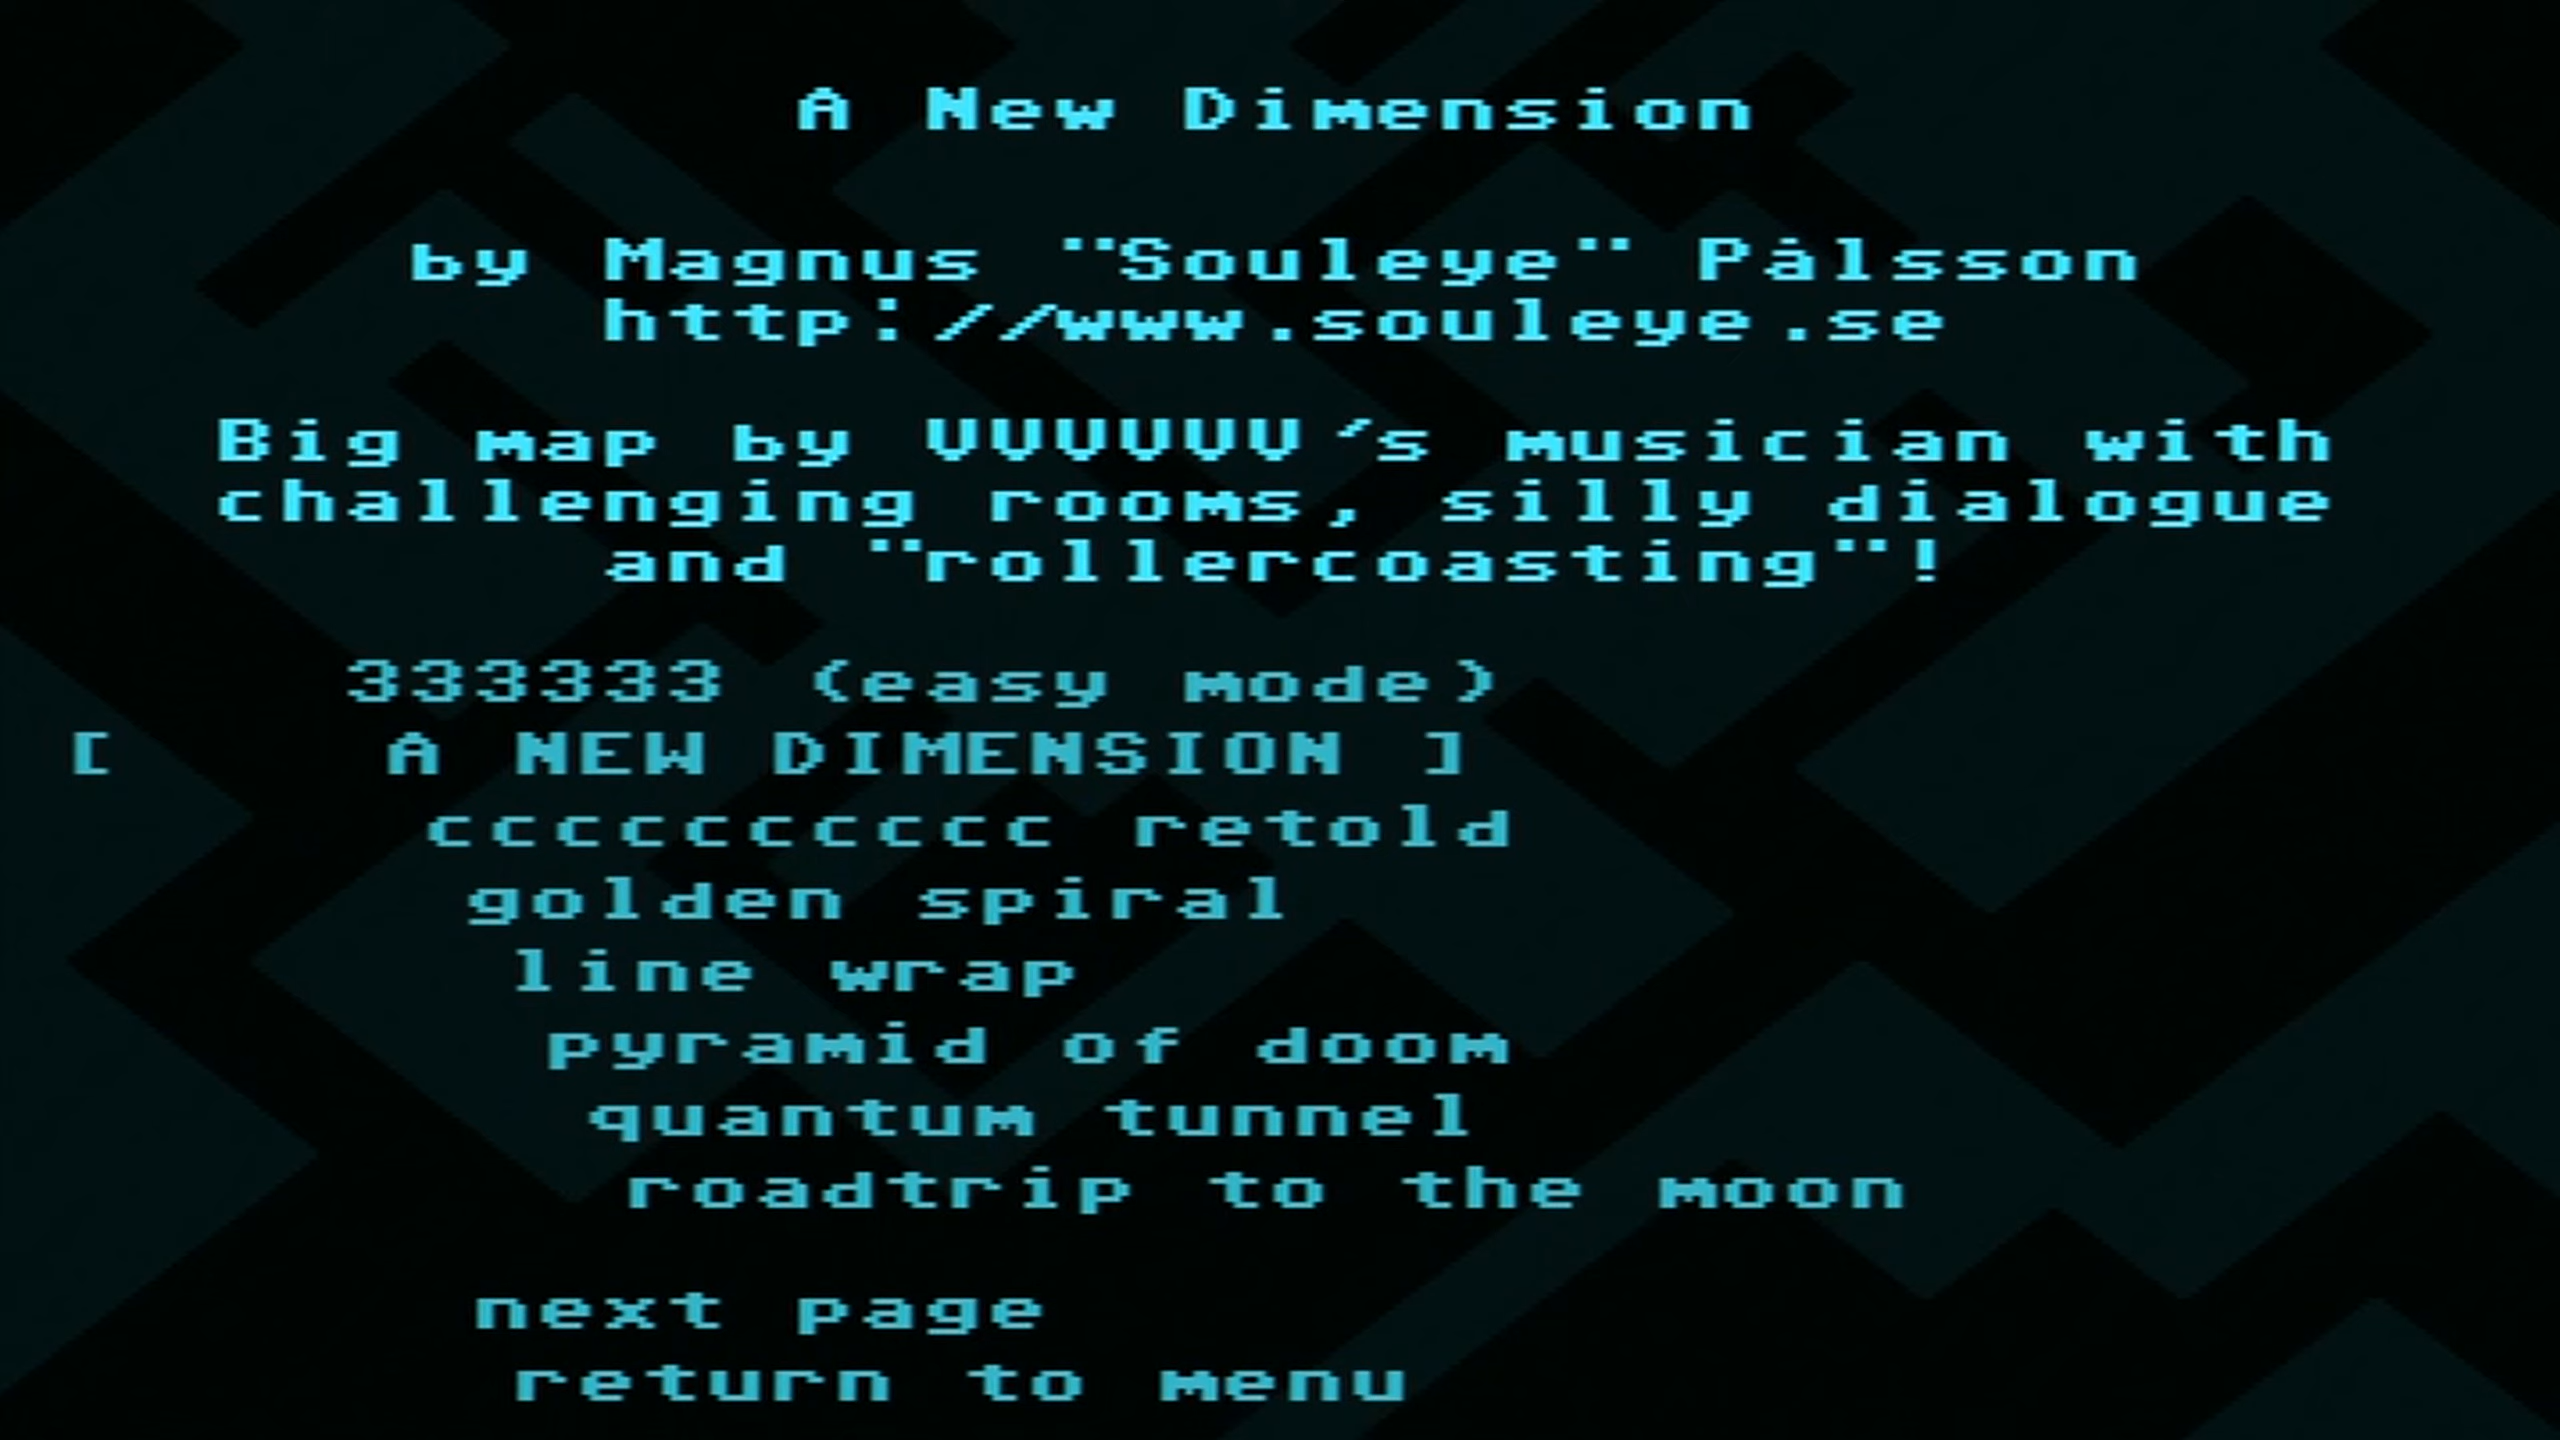 A New Dimension
by Magnus "Souleye" Pålsson
http://www.souleye.se
Big map by VVVVVV's musician with
challenging rooms, silly dialogue
and "rollercoasting"!
333333 (easy mode)
[ A NEW DIMENSION ]
cccccccccc retold
golden spiral
line wrap
pyramid of doom
quantum tunnel
roadtrip to the moon
next page
return to menu